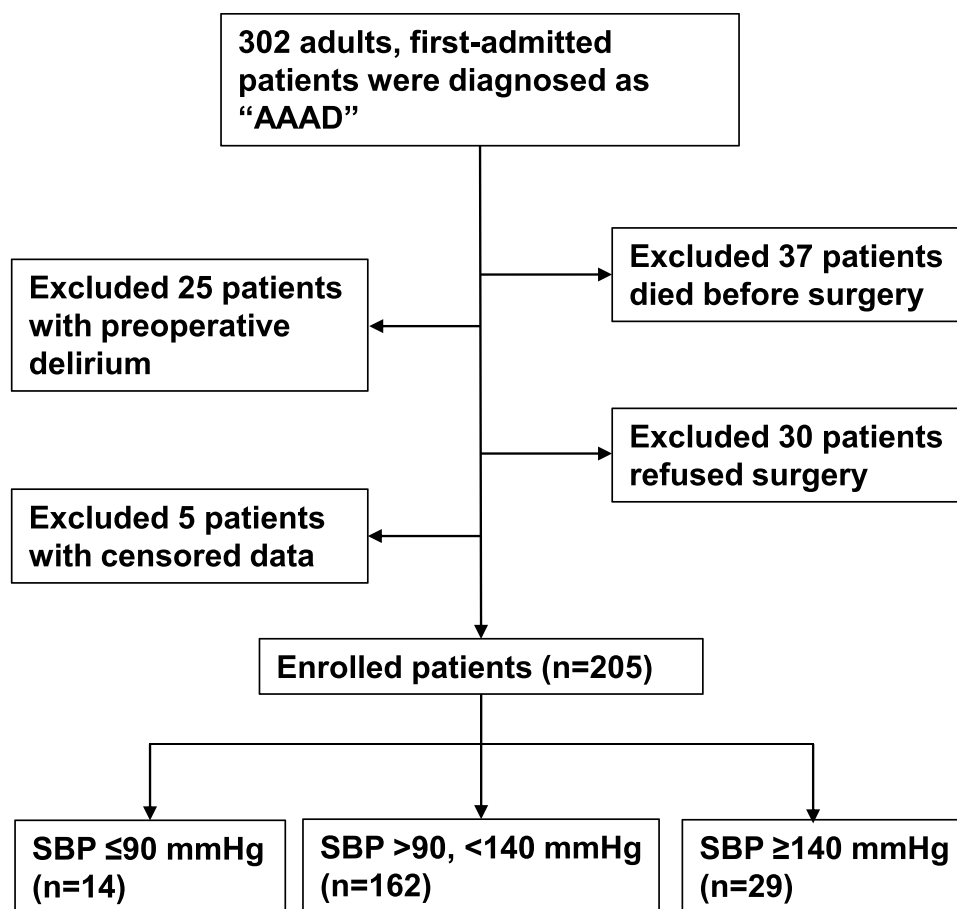 302 adults, first-admitted
patients were diagnosed as
“AAAD”
Excluded 37 patients
died before surgery
Excluded 25 patients
with preoperative
delirium
Excluded 30 patients
refused surgery
Excluded 5 patients
with censored data
Enrolled patients (n=205)
SBP ≤90 mmHg
(n=14)
SBP >90, <140 mmHg
(n=162)
SBP ≥140 mmHg
(n=29)